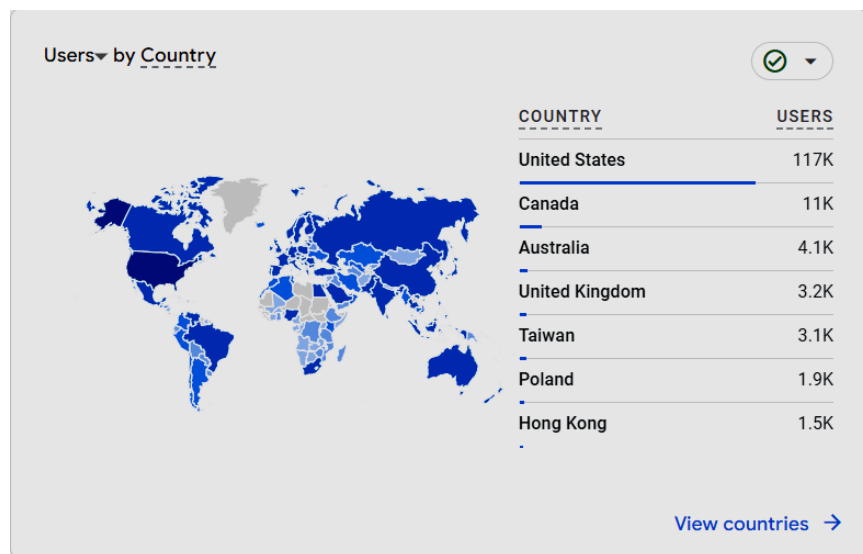 Users by Country
COUNTRY USERS
United States 117K
Canada 11K
Australia 4.1K
United Kingdom 3.2K
Taiwan 3.1K
Poland 1.9K
Hong Kong 1.5K
View countries